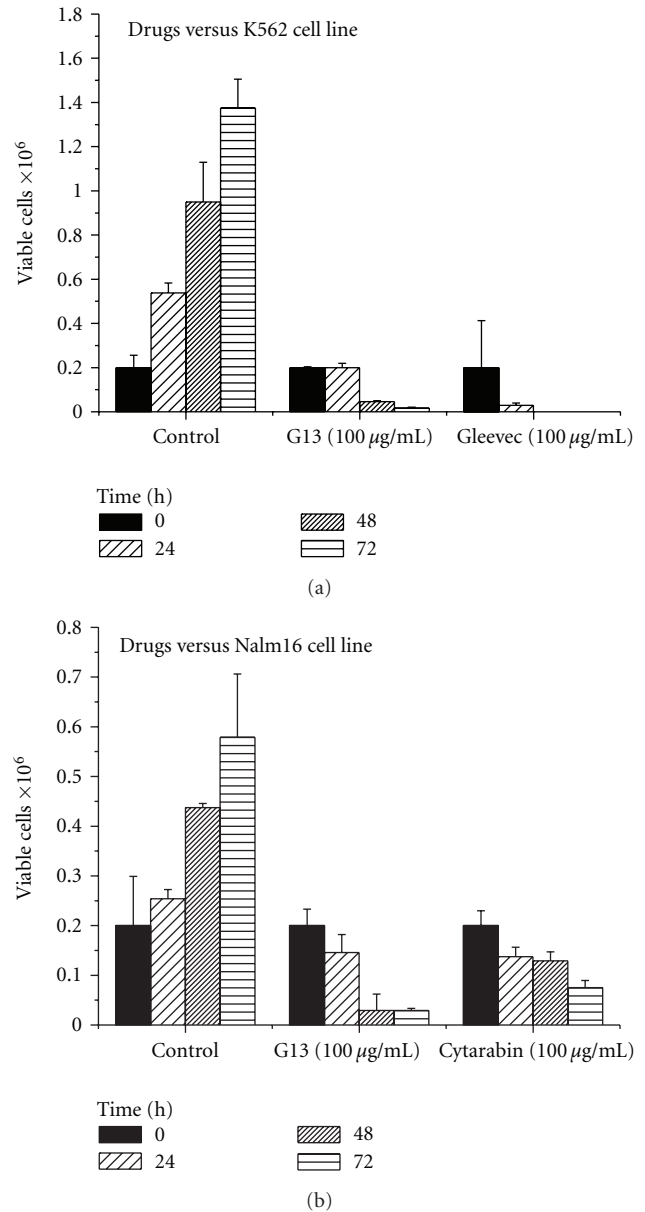 Drugs versus K562 cell line
Viable cells ×10⁶
1.8
1.6
1.4
1.2
1
0.8
0.6
0.4
0.2
0
Control
G13 (100 µg/mL)
Gleevec (100 µg/mL)
Time (h)
0
48
24
72
(a)
Drugs versus Nalm16 cell line
Viable cells ×10⁶
0.8
0.7
0.6
0.5
0.4
0.3
0.2
0.1
0
Control
G13 (100 µg/mL)
Cytarabin (100 µg/mL)
Time (h)
0
48
24
72
(b)